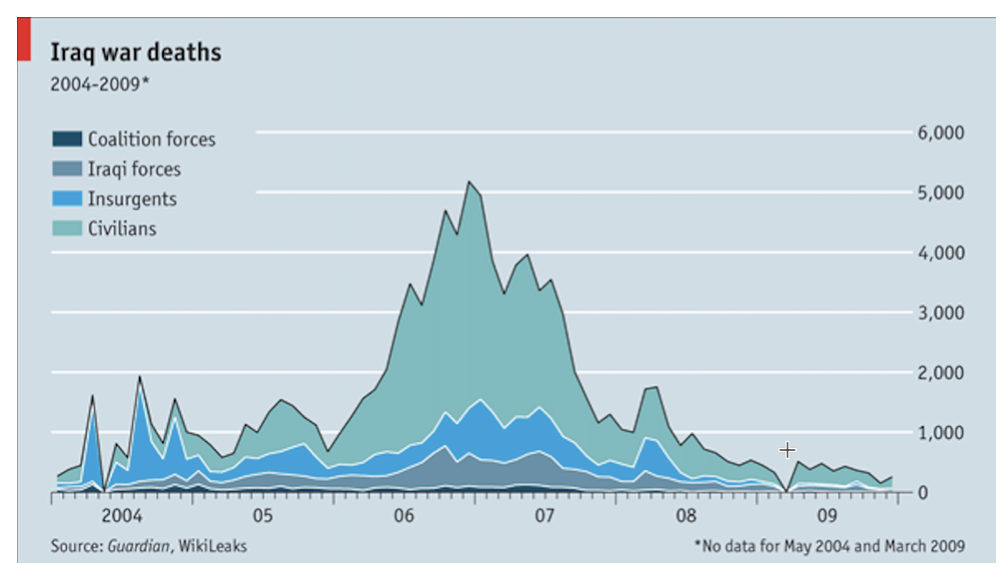 Iraq war deaths
2004-2009*
Coalition forces
Iraqi forces
Insurgents
Civilians
6,000
5,000
4,000
3,000
2,000
1,000
0
2004 05 06 07 08 09
Source: Guardian, WikiLeaks
*No data for May 2004 and March 2009